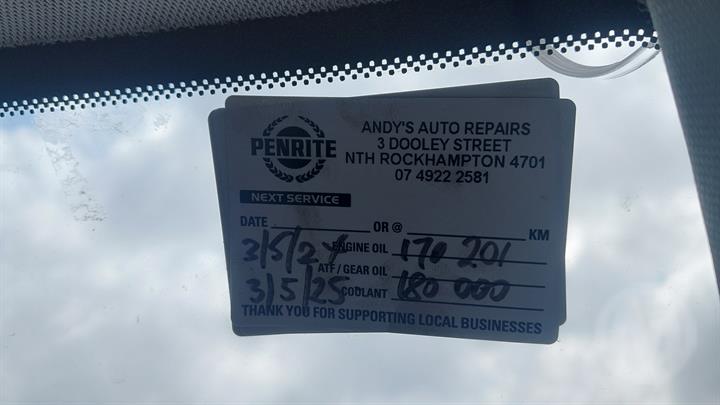 PENRITE
ANDY'S AUTO REPAIRS
3 DOOLEY STREET
NTH ROCKHAMPTON 4701
07 4922 2581
NEXT SERVICE
DATE OR @ KM
3/5/24 ENGINE OIL 170 201
ATF / GEAR OIL
3/5/25 COOLANT 180 000
THANK YOU FOR SUPPORTING LOCAL BUSINESSES